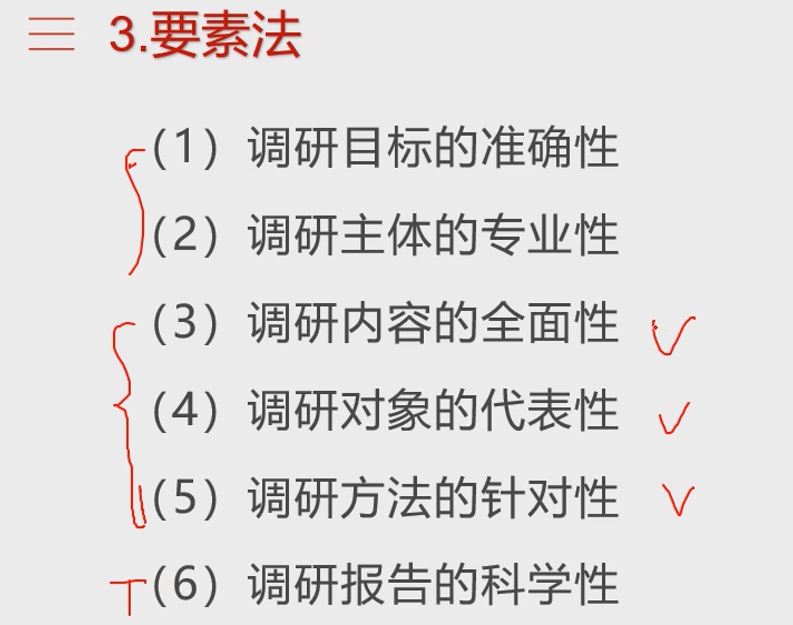 3.要素法
（1）调研目标的准确性
（2）调研主体的专业性
（3）调研内容的全面性
（4）调研对象的代表性
（5）调研方法的针对性
（6）调研报告的科学性